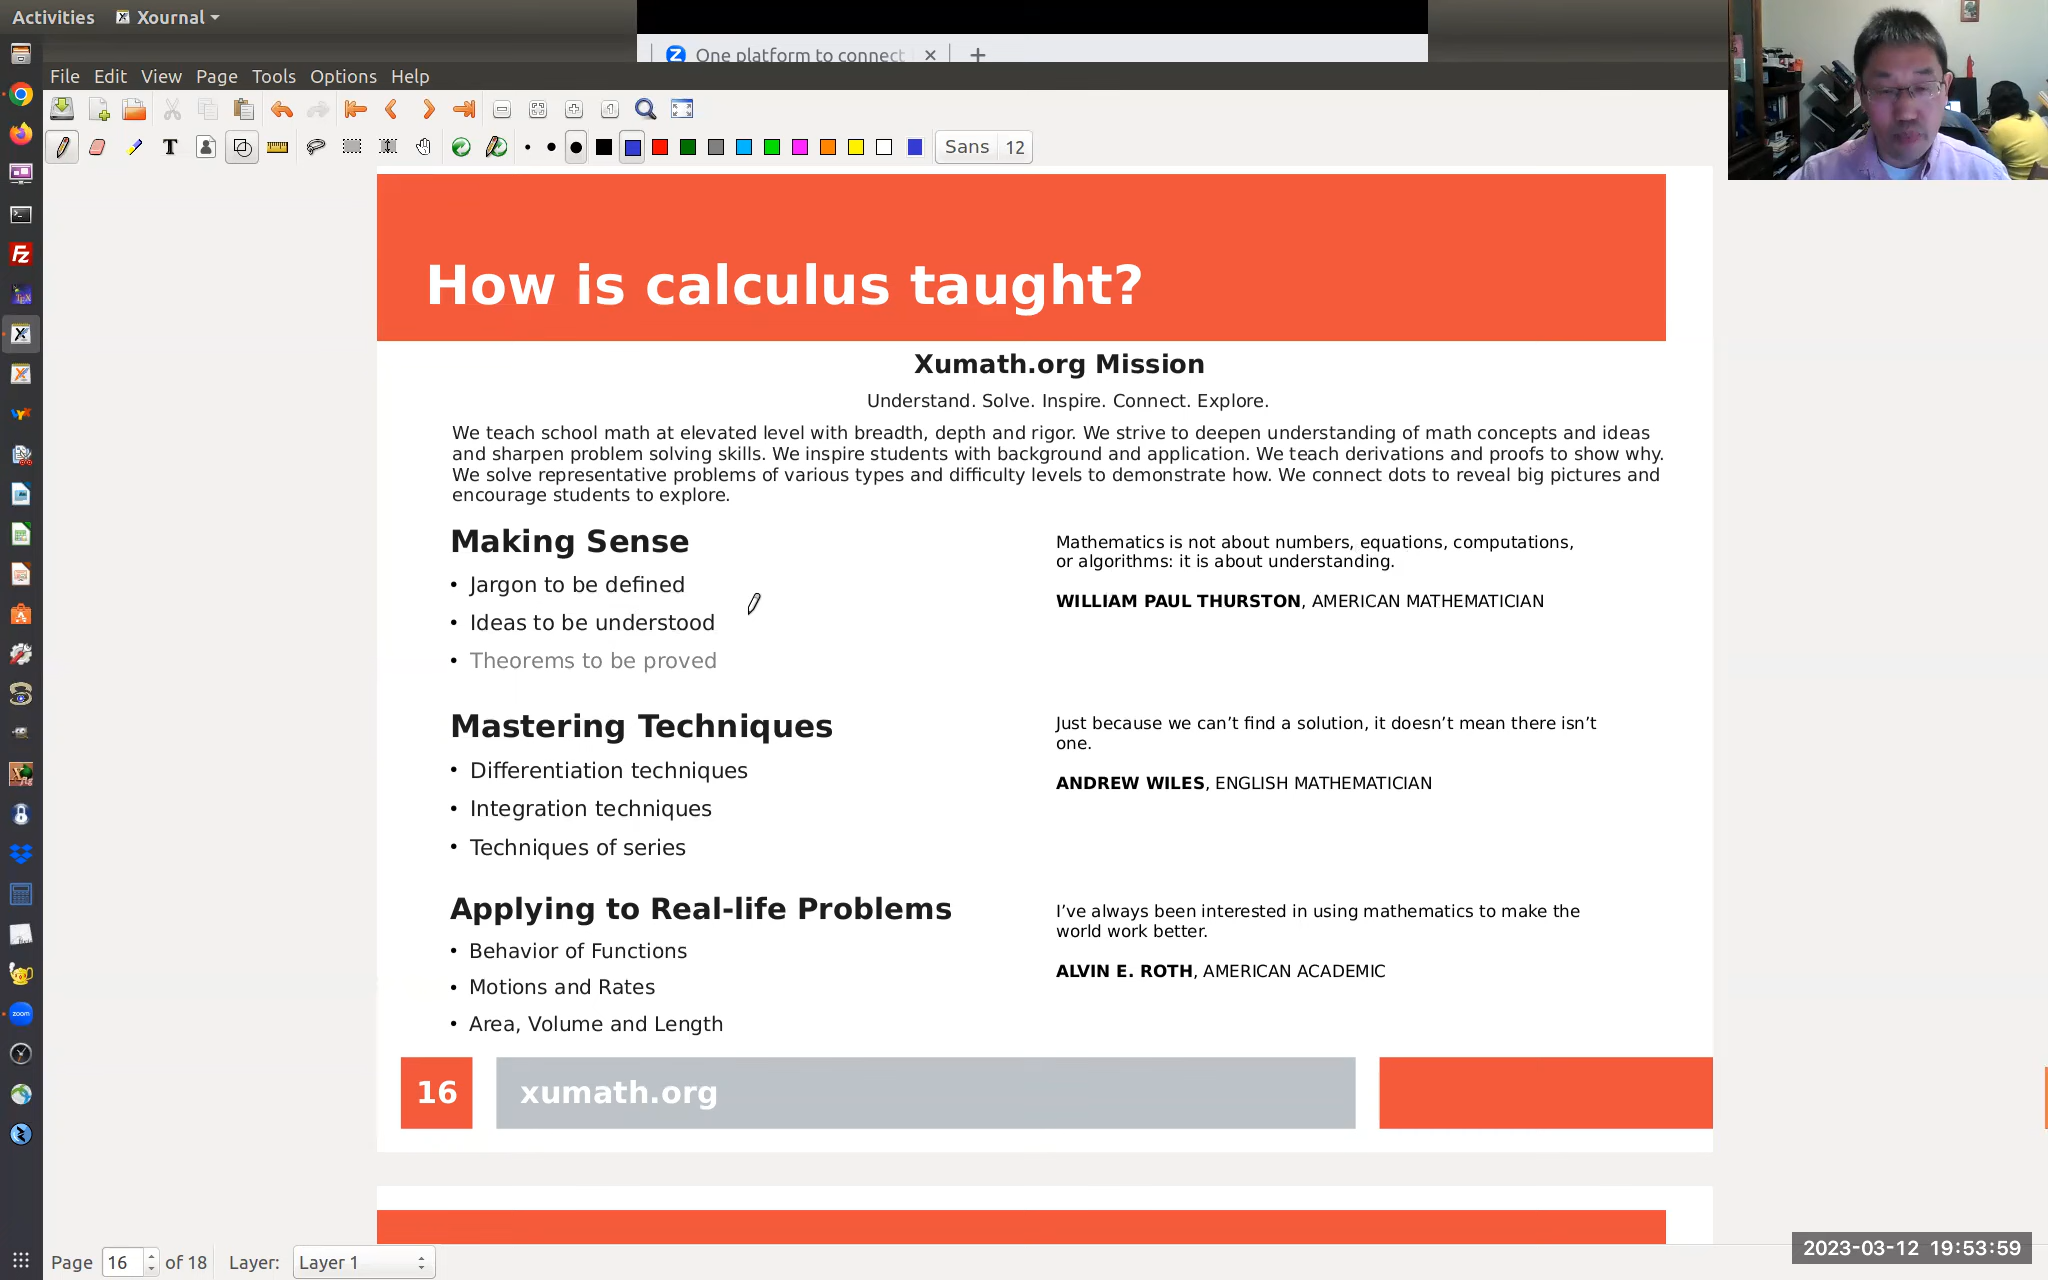 Activities Xournal
One platform to connect
File Edit View Page Tools Options Help
Sans 12
How is calculus taught?
Xumath.org Mission
Understand. Solve. Inspire. Connect. Explore.
We teach school math at elevated level with breadth, depth and rigor. We strive to deepen understanding of math concepts and ideas
and sharpen problem solving skills. We inspire students with background and application. We teach derivations and proofs to show why.
We solve representative problems of various types and difficulty levels to demonstrate how. We connect dots to reveal big pictures and
encourage students to explore.
Making Sense
• Jargon to be defined
• Ideas to be understood
• Theorems to be proved
Mathematics is not about numbers, equations, computations,
or algorithms: it is about understanding.
WILLIAM PAUL THURSTON, AMERICAN MATHEMATICIAN
Mastering Techniques
• Differentiation techniques
• Integration techniques
• Techniques of series
Just because we can’t find a solution, it doesn’t mean there isn’t
one.
ANDREW WILES, ENGLISH MATHEMATICIAN
Applying to Real-life Problems
• Behavior of Functions
• Motions and Rates
• Area, Volume and Length
I’ve always been interested in using mathematics to make the
world work better.
ALVIN E. ROTH, AMERICAN ACADEMIC
16 xumath.org
Page 16 of 18 Layer: Layer 1
2023-03-12 19:53:59